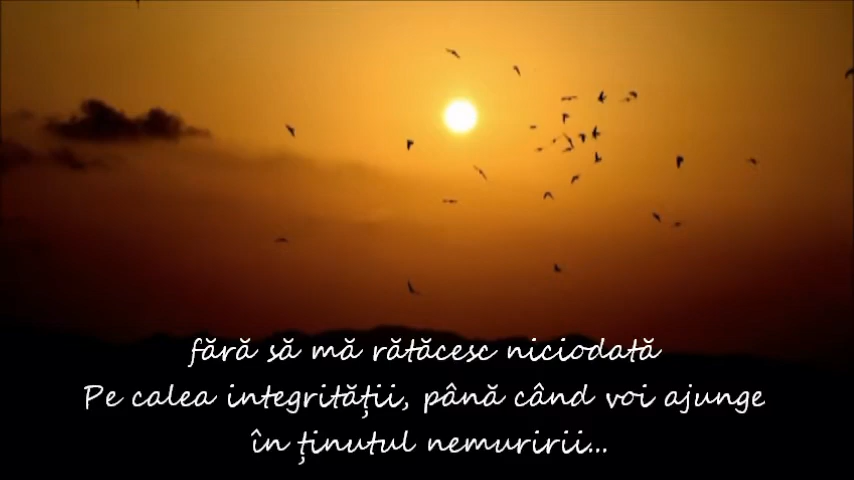 fără să mă rătăcesc niciodată
Pe calea integrității, până când voi ajunge
în ținutul nemuririi...